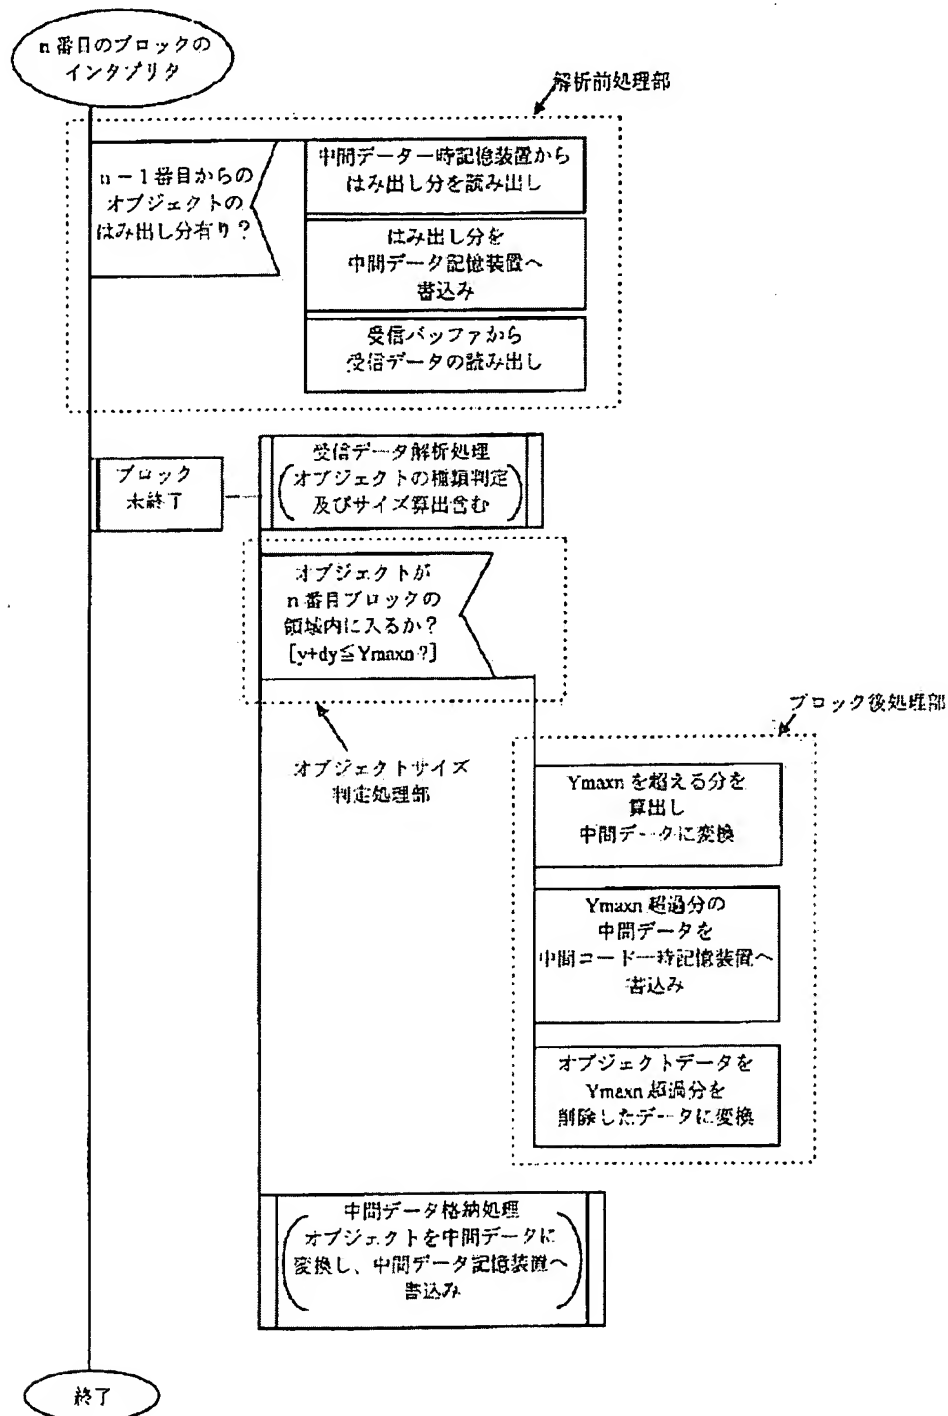 n番目のブロックの
インタプリタ
解析前処理部
n－1番目からの
オブジェクトの
はみ出し分有り？
中間データ一時記憶装置から
はみ出し分を読み出し
はみ出し分を
中間データ記憶装置へ
書込み
受信バッファから
受信データの読み出し
ブロック
未終了
受信データ解析処理
オブジェクトの種類判定
及びサイズ算出含む
オブジェクトが
n番目ブロックの
領域内に入るか？
[y+dy≦Ymaxn?]
オブジェクトサイズ
判定処理部
ブロック後処理部
Ymaxnを超える分を
算出し
中間データに変換
Ymaxn超過分の
中間データを
中間コード一時記憶装置へ
書込み
オブジェクトデータを
Ymaxn超過分を
削除したデータに変換
中間データ格納処理
オブジェクトを中間データに
変換し、中間データ記憶装置へ
書込み
終了